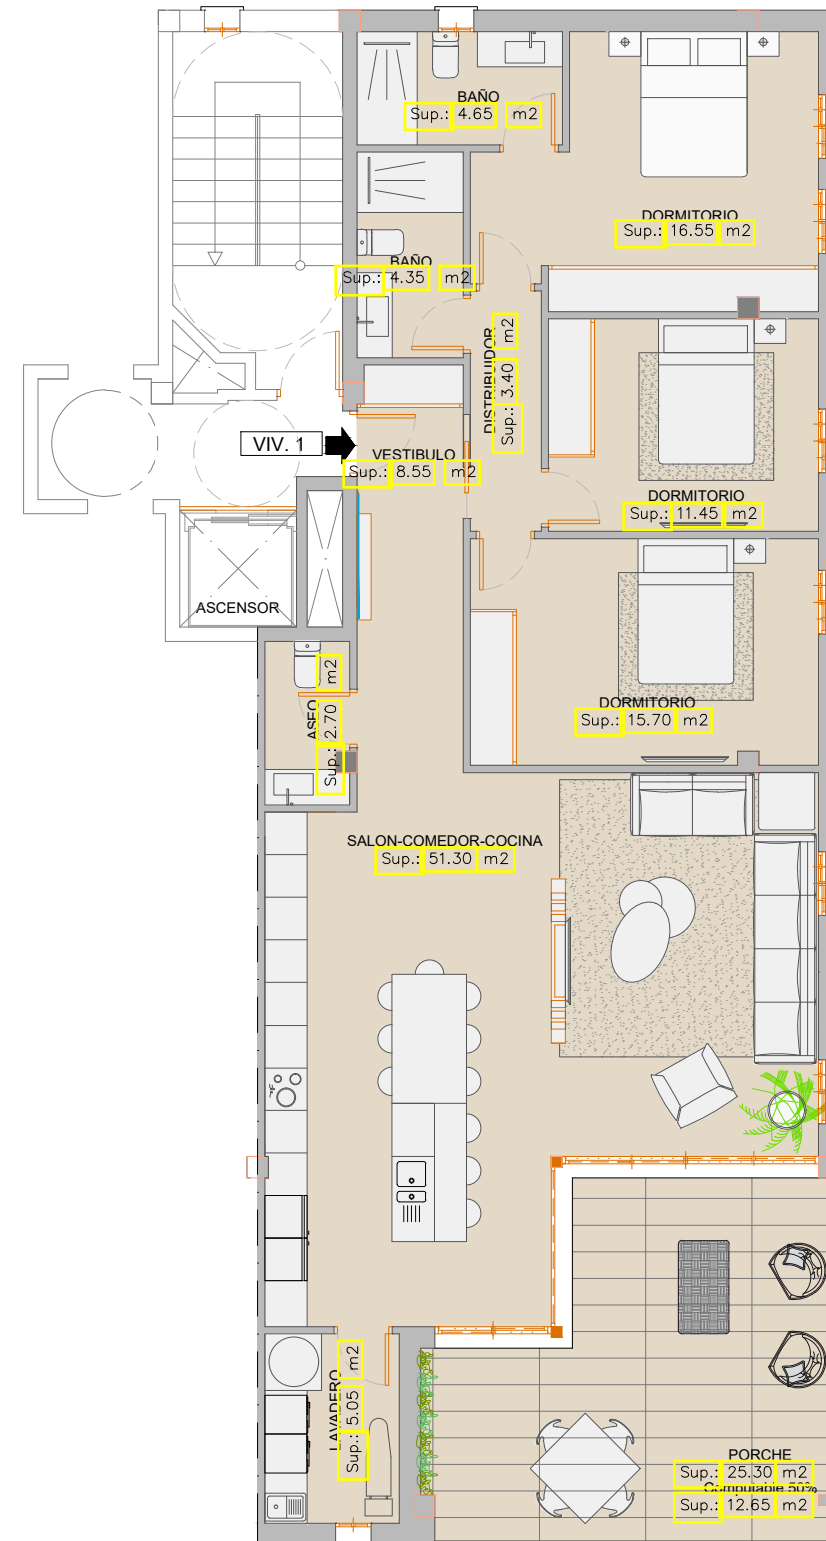 BAÑO
Sup.: 4.65 m2
DORMITORIO
Sup.: 16.55 m2
BAÑO
Sup.: 4.35 m2
DISTRIBUIDOR
Sup.: 3.40 m2
VIV. 1
VESTIBULO
Sup.: 8.55 m2
DORMITORIO
Sup.: 11.45 m2
ASCENSOR
DORMITORIO
Sup.: 15.70 m2
ASEO
Sup.: 2.70 m2
SALON-COMEDOR-COCINA
Sup.: 51.30 m2
LAVADERO
Sup.: 5.05 m2
PORCHE
Sup.: 25.30 m2
Computable 50%
Sup.: 12.65 m2